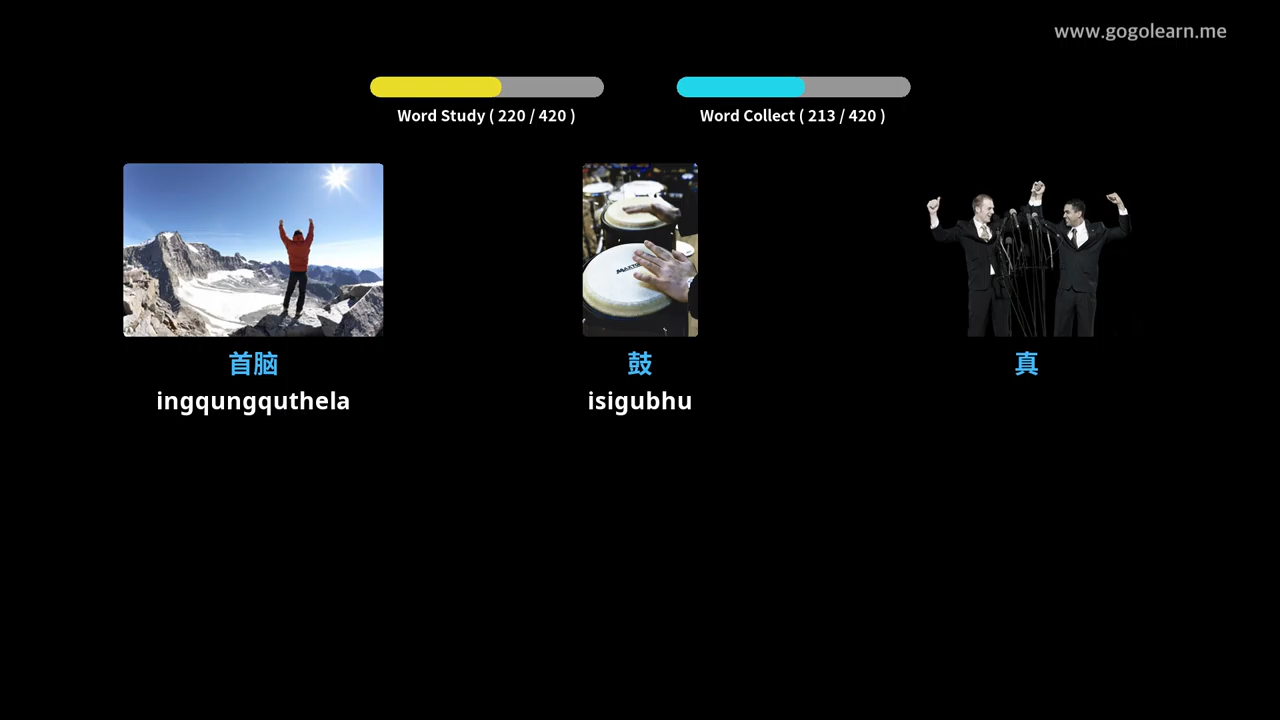 www.gogolearn.me
Word Study ( 220 / 420 )
Word Collect ( 213 / 420 )
首脑
鼓
真
ingqungquthela
isigubhu